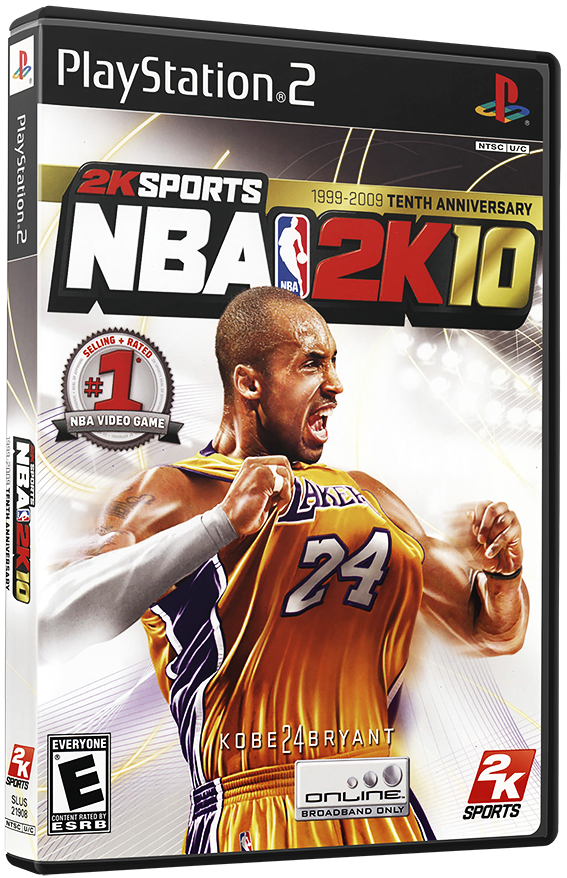 PlayStation®2
NTSC U/C
2K SPORTS
1999-2009 TENTH ANNIVERSARY
NBA 2K10
NBA
SELLING + RATED
#1*
NBA VIDEO GAME
LAKERS
24
KOBE24BRYANT
EVERYONE
E
CONTENT RATED BY
ESRB
ONLINE
BROADBAND ONLY
2K
SPORTS
PlayStation®2
2K SPORTS
NBA 2K10
1999-2009 TENTH ANNIVERSARY
2K
SPORTS
SLUS
21908
NTSC U/C